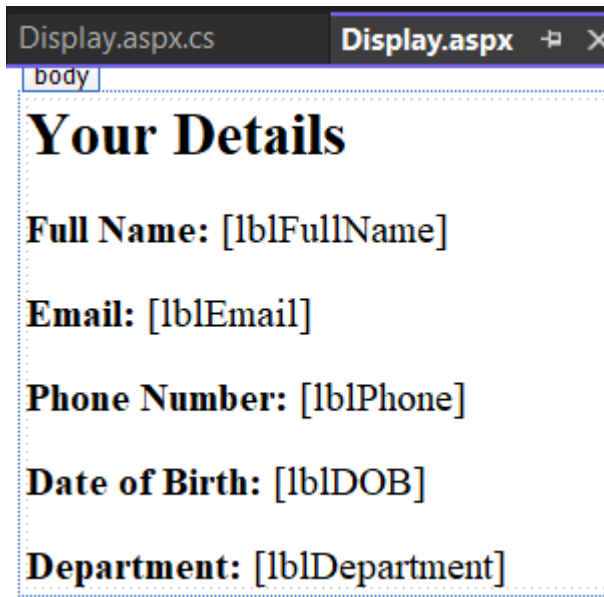 Display.aspx.cs
Display.aspx
body
Your Details
Full Name: [lblFullName]
Email: [lblEmail]
Phone Number: [lblPhone]
Date of Birth: [lblDOB]
Department: [lblDepartment]